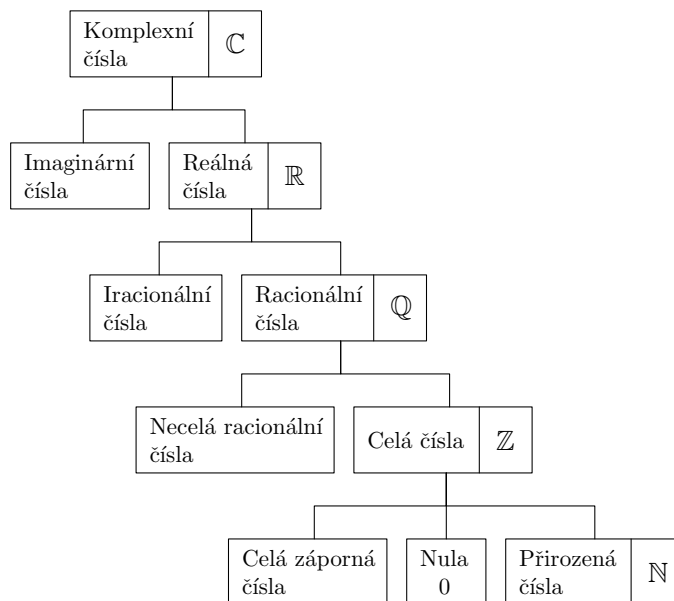 Komplexní
čísla
ℂ
Imaginární
čísla
Reálná
čísla
ℝ
Iracionální
čísla
Racionální
čísla
ℚ
Necelá racionální
čísla
Celá čísla
ℤ
Celá záporná
čísla
Nula
0
Přirozená
čísla
ℕ